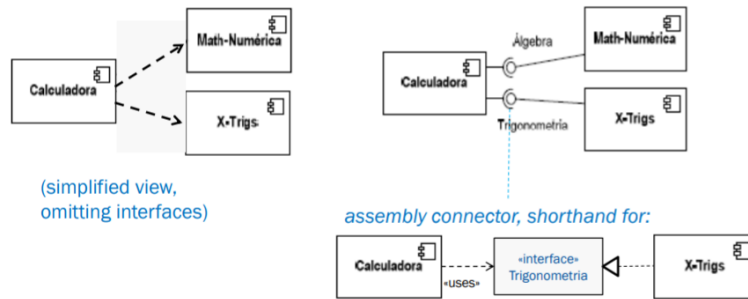 Math-Numérica
Calculadora
X-Trigs
(simplified view,
omitting interfaces)
Álgebra
Math-Numérica
Calculadora
X-Trigs
Trigonometría
assembly connector, shorthand for:
Calculadora
«uses»
«interface»
Trigonometria
X-Trigs